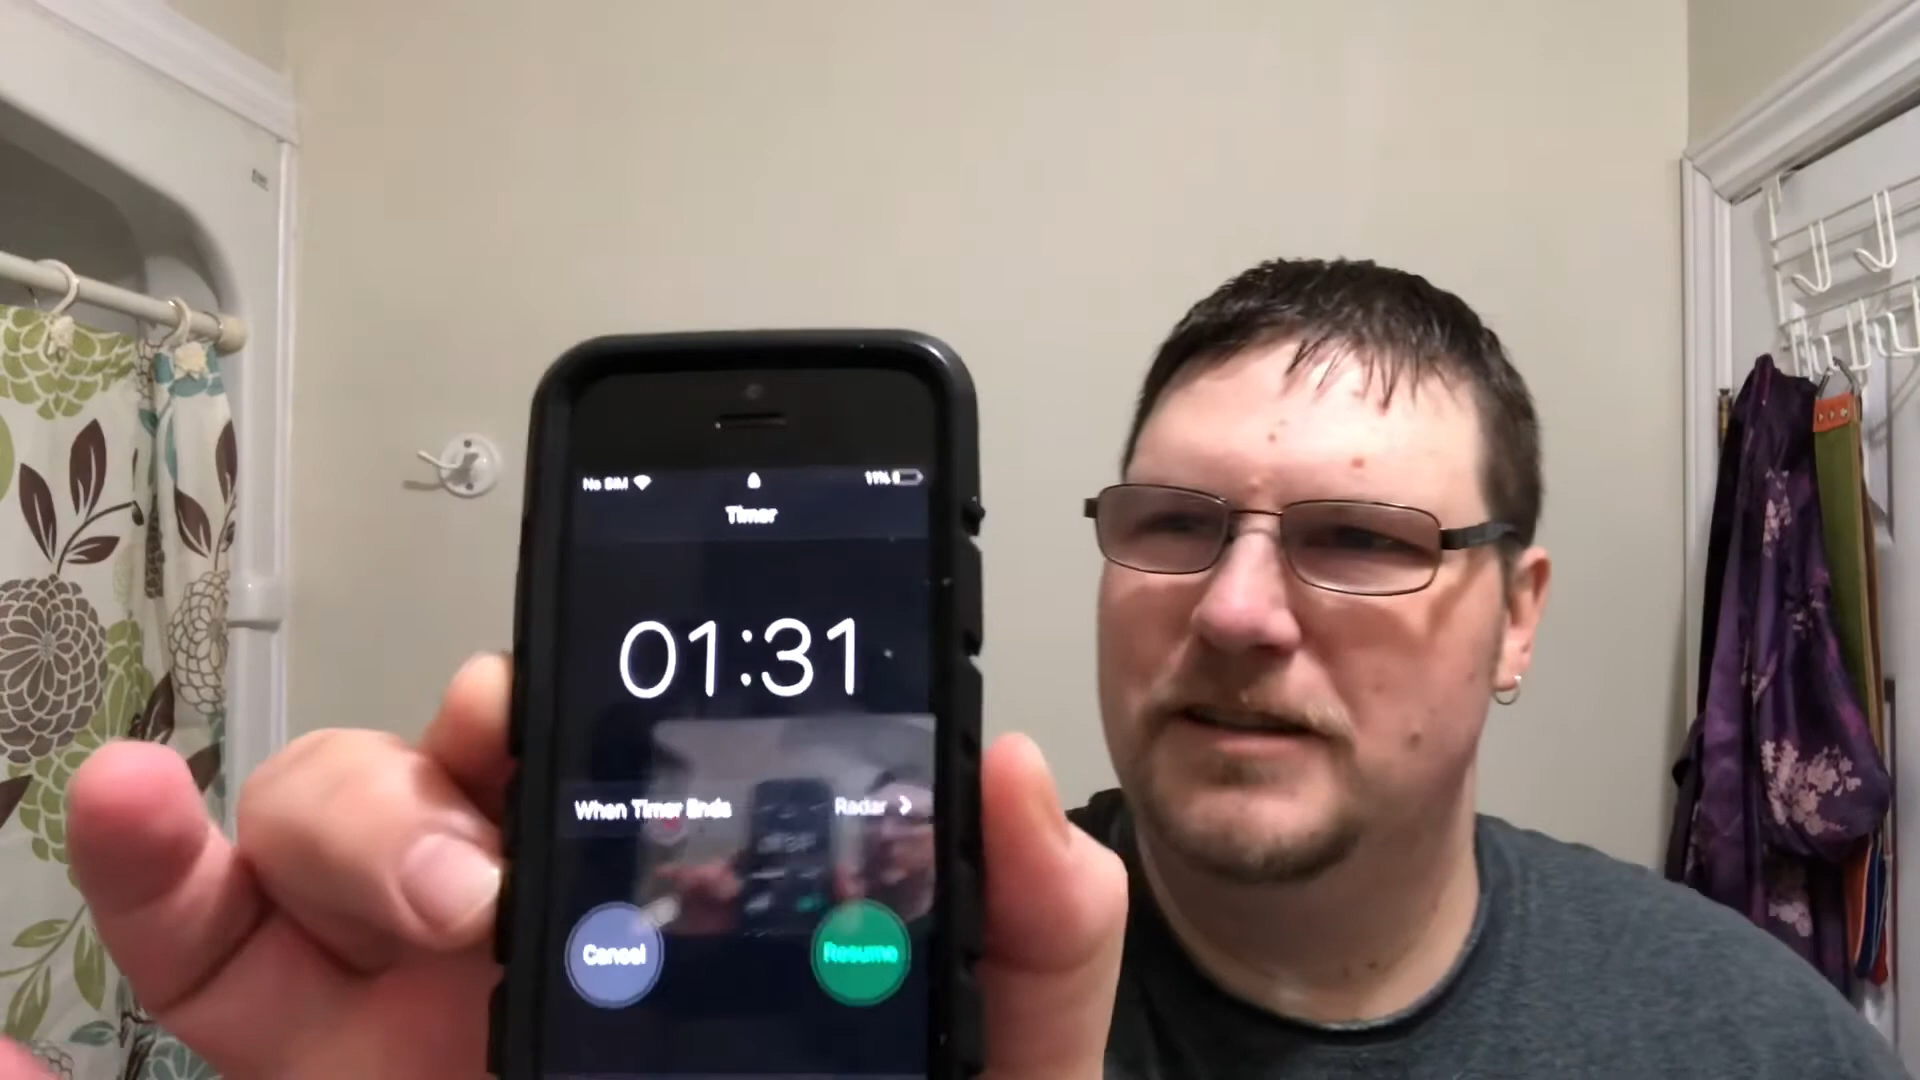 No SIM 11%
Timer
01:31
When Timer Ends Radar
Cancel Resume